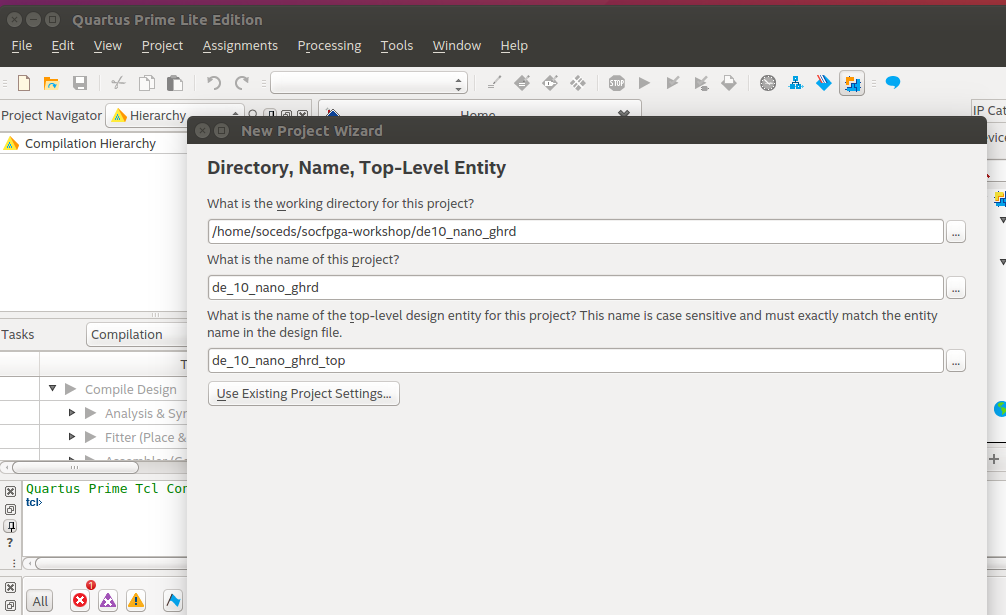 Quartus Prime Lite Edition
File Edit View Project Assignments Processing Tools Window Help
STOP
Project Navigator Hierarchy Home IP Cat
New Project Wizard
Compilation Hierarchy
Directory, Name, Top-Level Entity
What is the working directory for this project?
/home/soceds/socfpga-workshop/de10_nano_ghrd ...
What is the name of this project?
de_10_nano_ghrd ...
What is the name of the top-level design entity for this project? This name is case sensitive and must exactly match the entity
name in the design file.
de_10_nano_ghrd_top ...
Use Existing Project Settings...
Tasks Compilation
T
Compile Design
Analysis & Syn
Fitter (Place &
Quartus Prime Tcl Con
tcl>
?
All 1